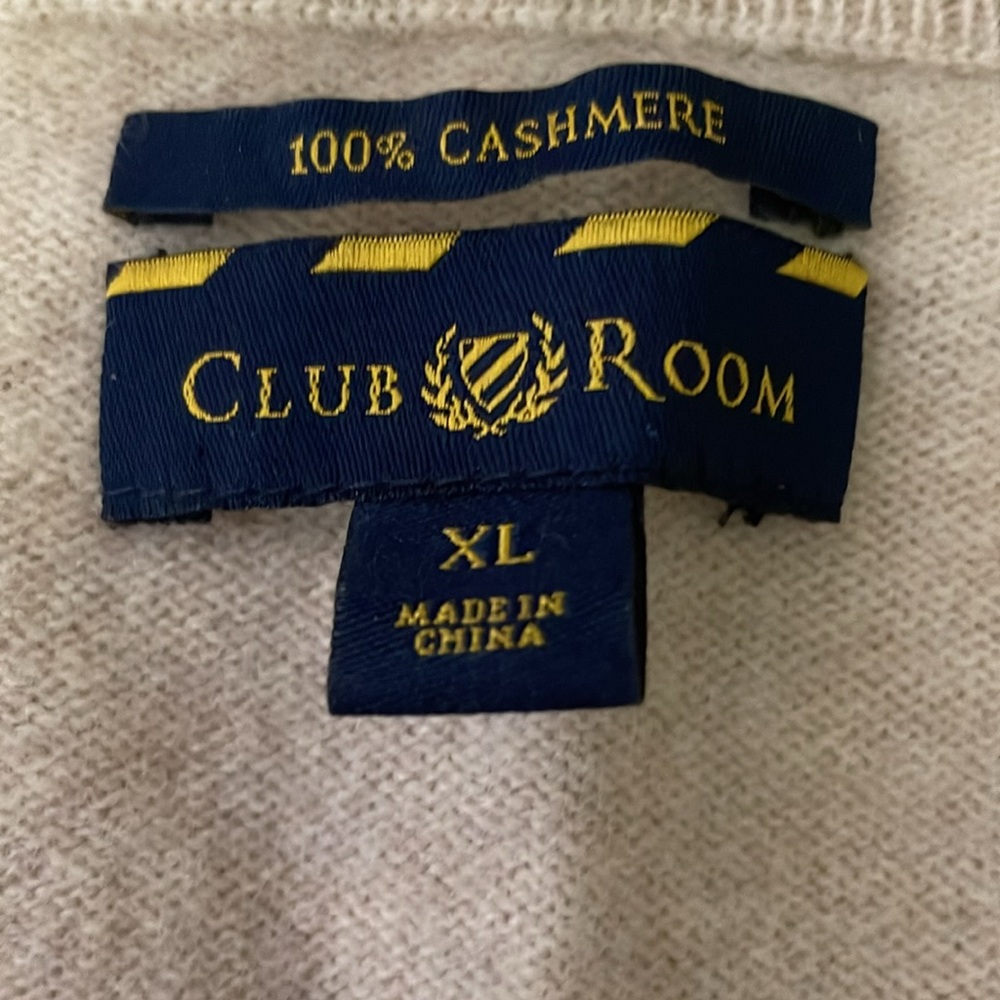 100% CASHMERE
CLUB ROOM
XL
MADE IN
CHINA